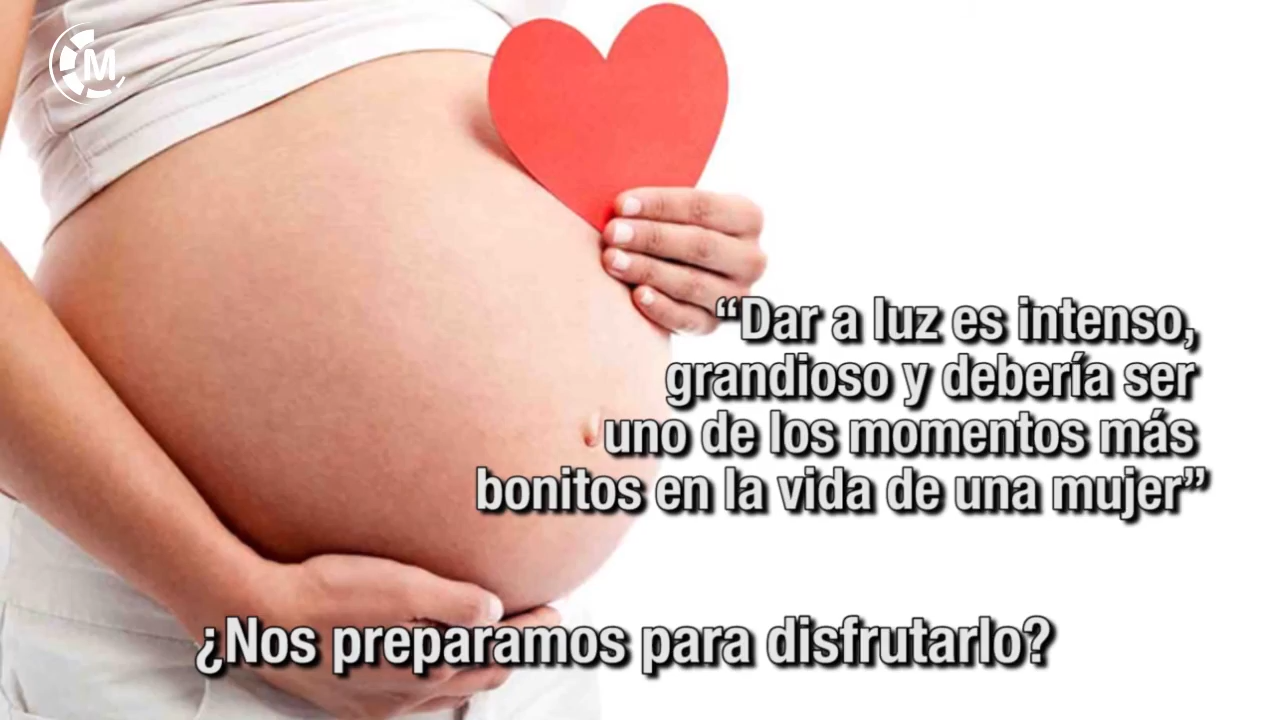 M
“Dar a luz es intenso,
grandioso y debería ser
uno de los momentos más
bonitos en la vida de una mujer”
¿Nos preparamos para disfrutarlo?